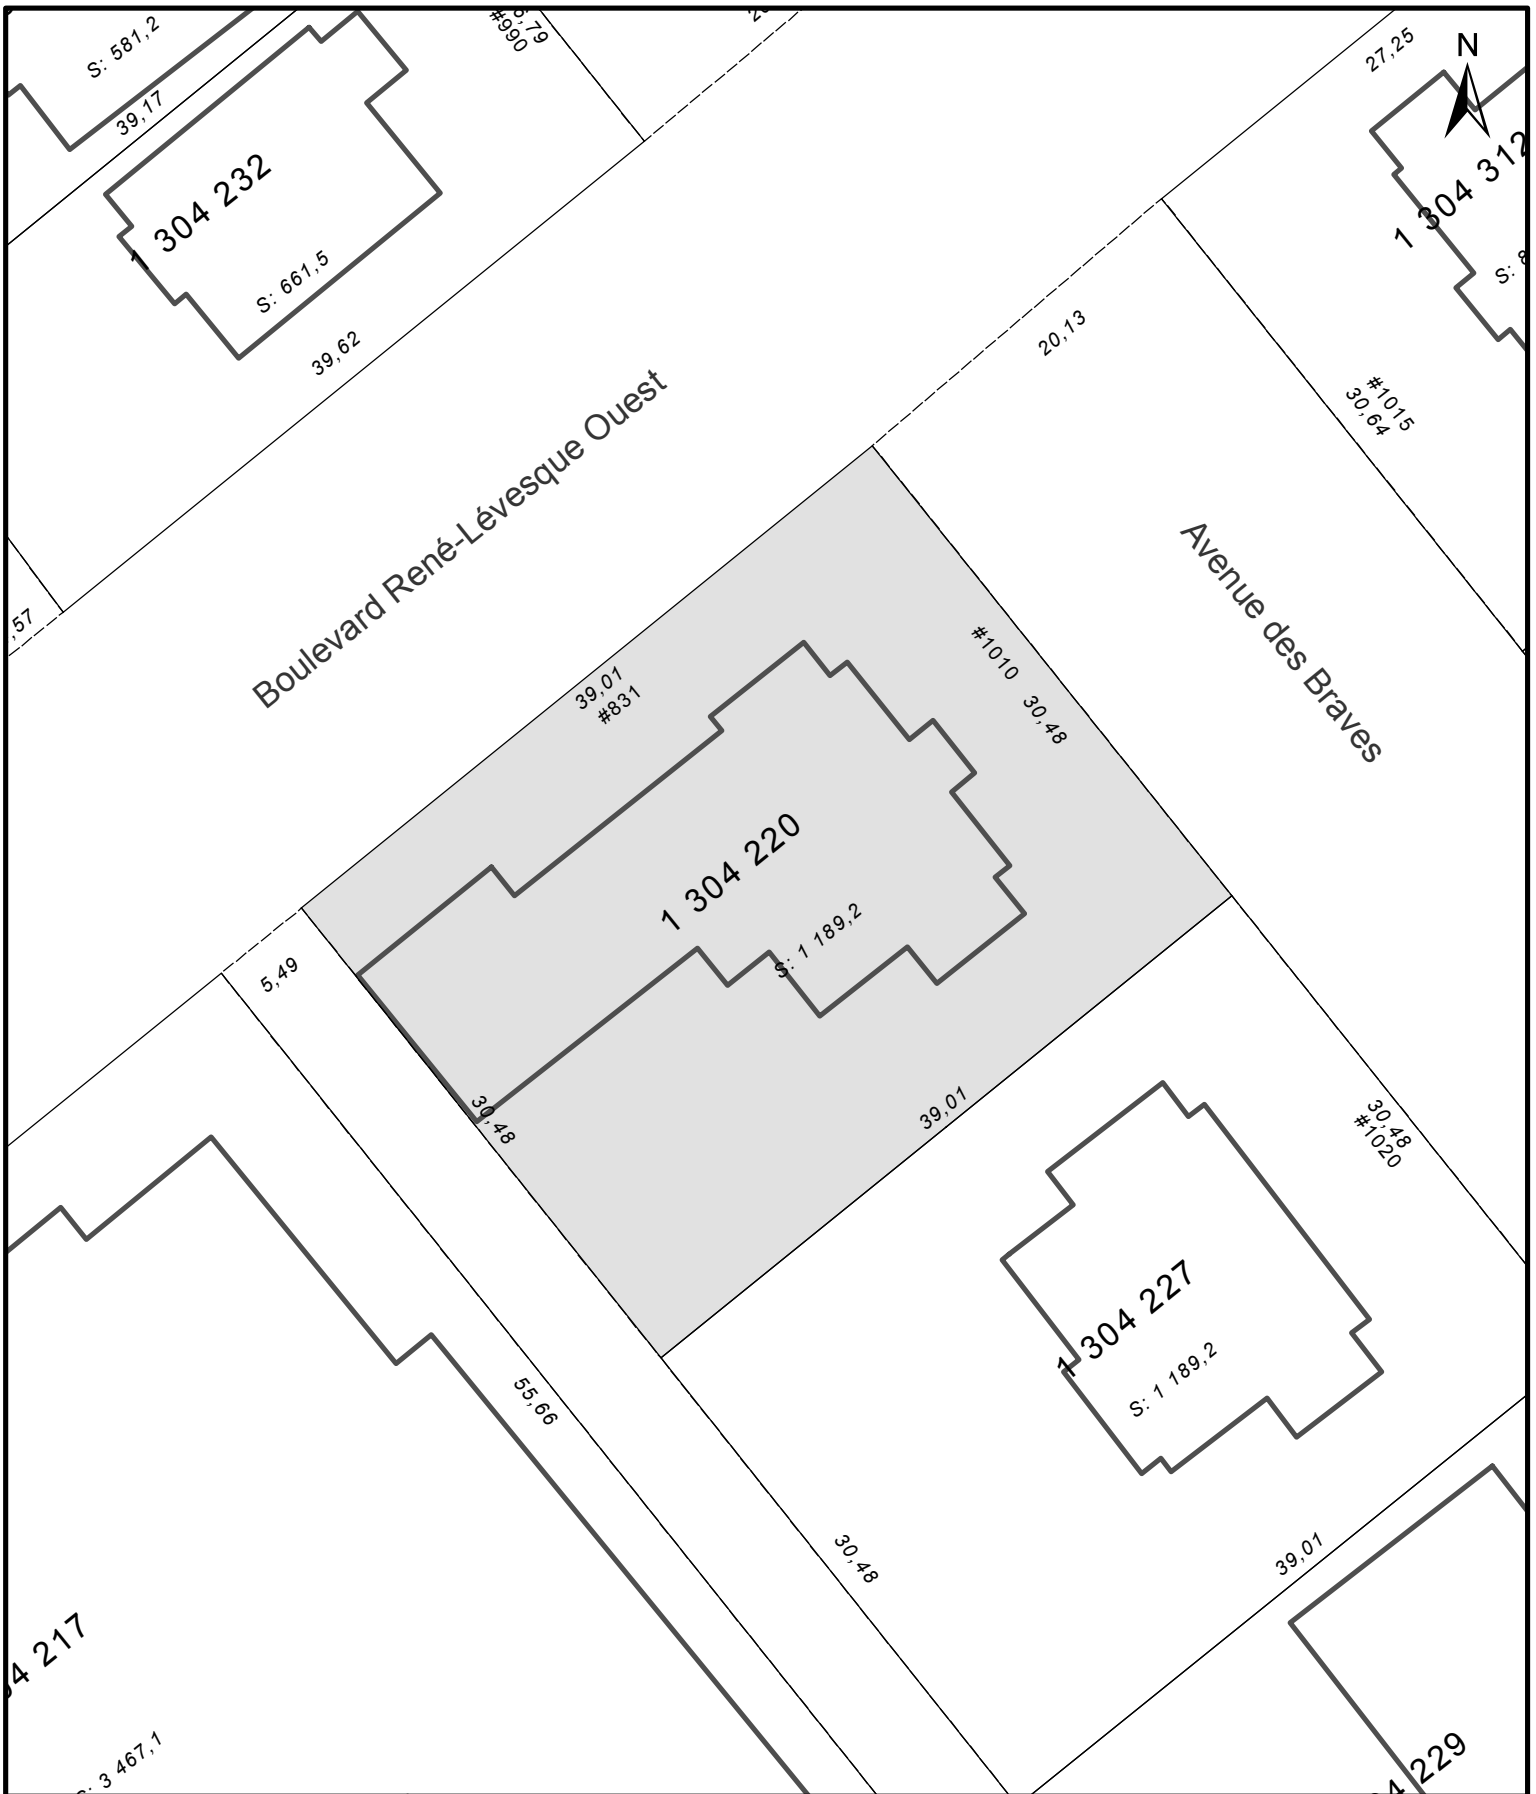 S: 581,2
39,17
#990
27,25
N
1 304 232
S: 661,5
39,62
1 304 312
20,13
#1015
30,64
Boulevard René-Lévesque Ouest
Avenue des Braves
,57
39,01
#831
#1010 30,48
1 304 220
S: 1 189,2
5,49
30,48
39,01
30,48
#1020
1 304 227
S: 1 189,2
55,66
30,48
39,01
4 217
S: 3 467,1
4 229